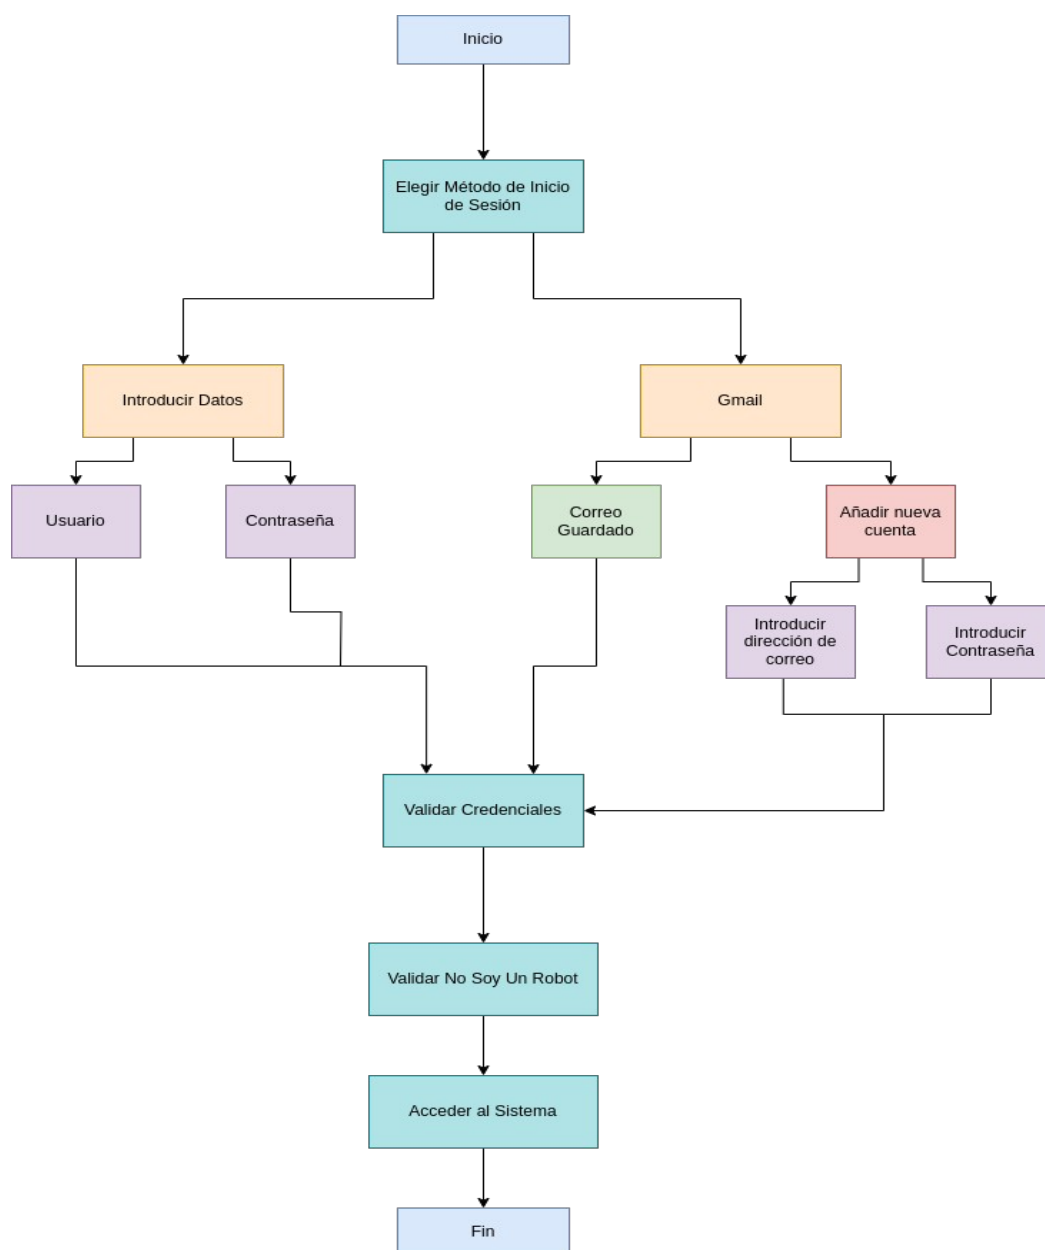 Inicio
Elegir Método de Inicio
de Sesión
Introducir Datos
Gmail
Usuario
Contraseña
Correo
Guardado
Añadir nueva
cuenta
Introducir
dirección de
correo
Introducir
Contraseña
Validar Credenciales
Validar No Soy Un Robot
Acceder al Sistema
Fin